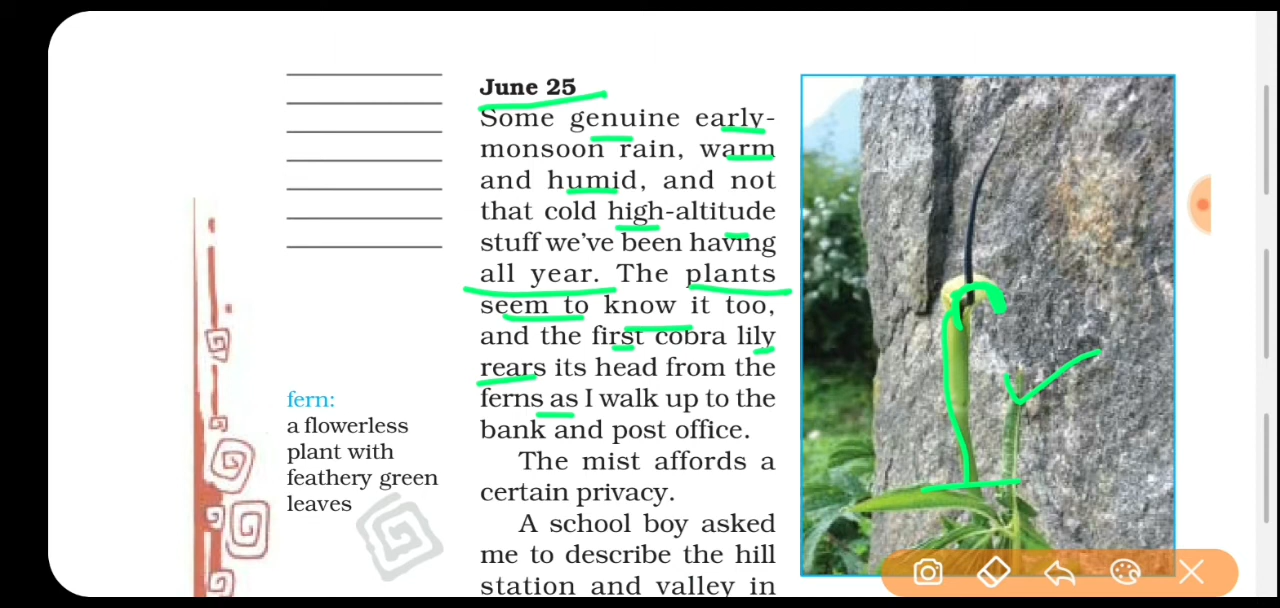 June 25
Some genuine early-
monsoon rain, warm
and humid, and not
that cold high-altitude
stuff we've been having
all year. The plants
seem to know it too,
and the first cobra lily
rears its head from the
ferns as I walk up to the
bank and post office.
The mist affords a
certain privacy.
A school boy asked
me to describe the hill
station and valley in
fern:
a flowerless
plant with
feathery green
leaves